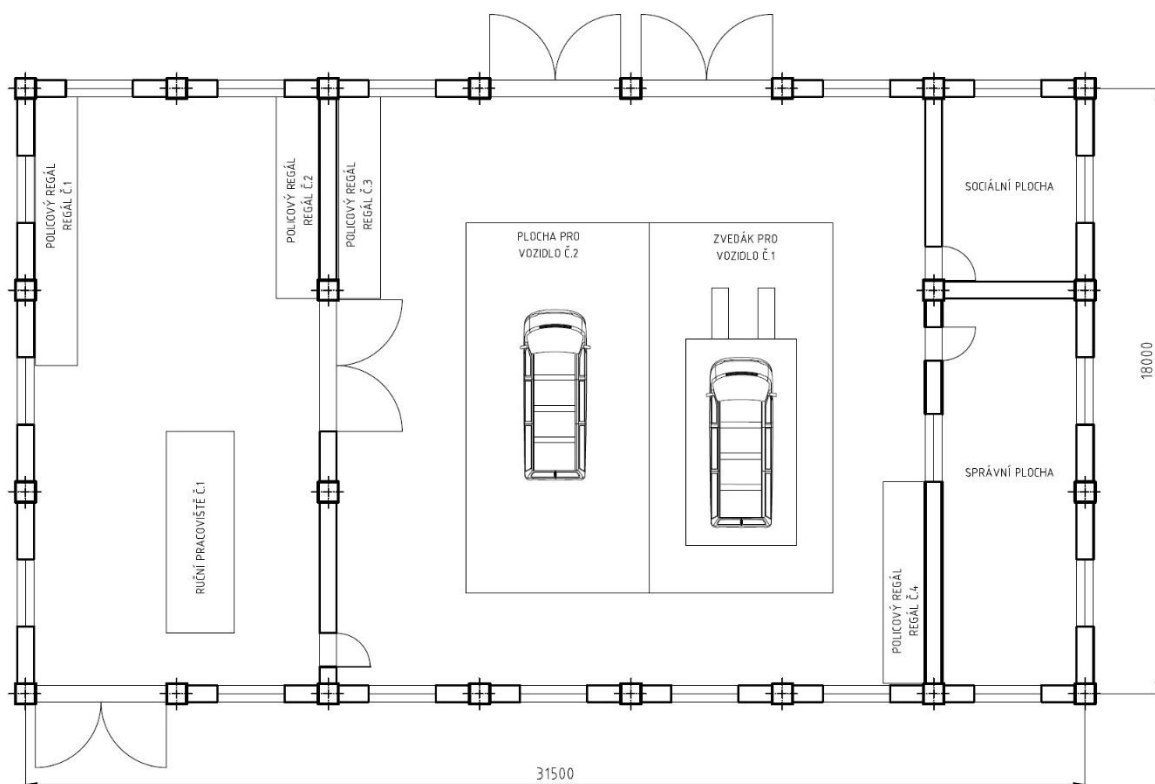 POLICOVÝ REGÁL
REGÁL Č.1
POLICOVÝ REGÁL
REGÁL Č.2
POLICOVÝ REGÁL
REGÁL Č.3
SOCIÁLNÍ PLOCHA
PLOCHA PRO
VOZIDLO Č.2
ZVEDÁK PRO
VOZIDLO Č.1
18000
SPRÁVNÍ PLOCHA
RUČNÍ PRACOVIŠTĚ Č.1
POLICOVÝ REGÁL
REGÁL Č.4
31500